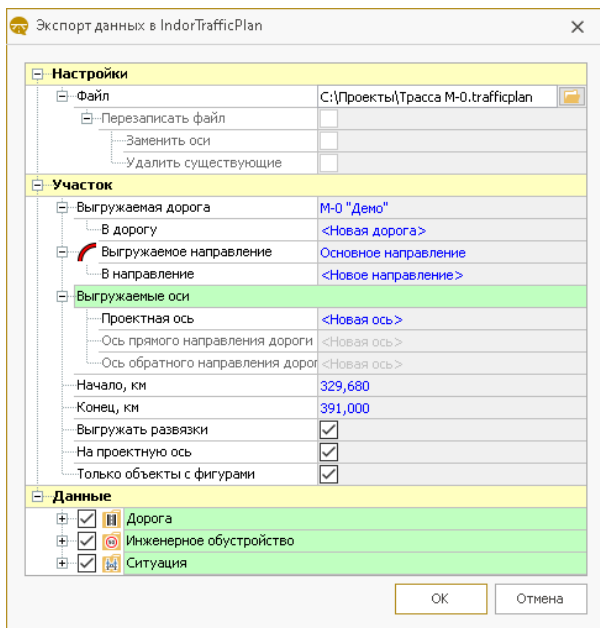 Экспорт данных в IndorTrafficPlan
Настройки
Файл C:\Проекты\Трасса М-0.trafficplan
Перезаписать файл
Заменить оси
Удалить существующие
Участок
Выгружаемая дорога М-0 "Демо"
В дорогу <Новая дорога>
Выгружаемое направление Основное направление
В направление <Новое направление>
Выгружаемые оси
Проектная ось <Новая ось>
Ось прямого направления дороги <Новая ось>
Ось обратного направления дорог <Новая ось>
Начало, км 329,680
Конец, км 391,000
Выгружать развязки
На проектную ось
Только объекты с фигурами
Данные
Дорога
Инженерное обустройство
Ситуация
ОК Отмена